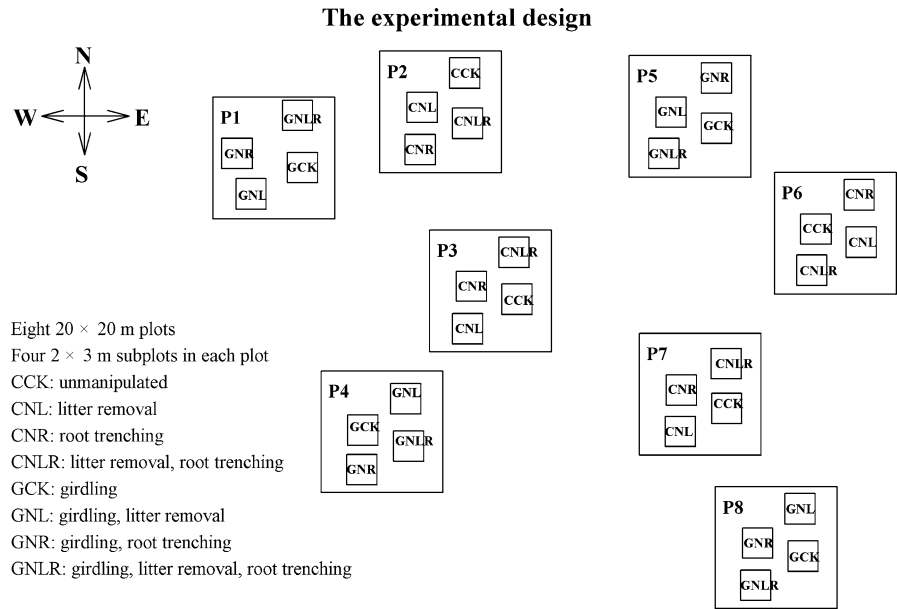 The experimental design
N
W E
S
P1
GNLR
GNR
GCK
GNL
P2
CCK
CNL
CNLR
CNR
P5
GNR
GNL
GCK
GNLR
P6
CNR
CCK
CNL
CNLR
P3
CNLR
CNR
CCK
CNL
P4
GNL
GCK
GNLR
GNR
P7
CNLR
CNR
CCK
CNL
P8
GNL
GNR
GCK
GNLR
Eight 20 × 20 m plots
Four 2 × 3 m subplots in each plot
CCK: unmanipulated
CNL: litter removal
CNR: root trenching
CNLR: litter removal, root trenching
GCK: girdling
GNL: girdling, litter removal
GNR: girdling, root trenching
GNLR: girdling, litter removal, root trenching